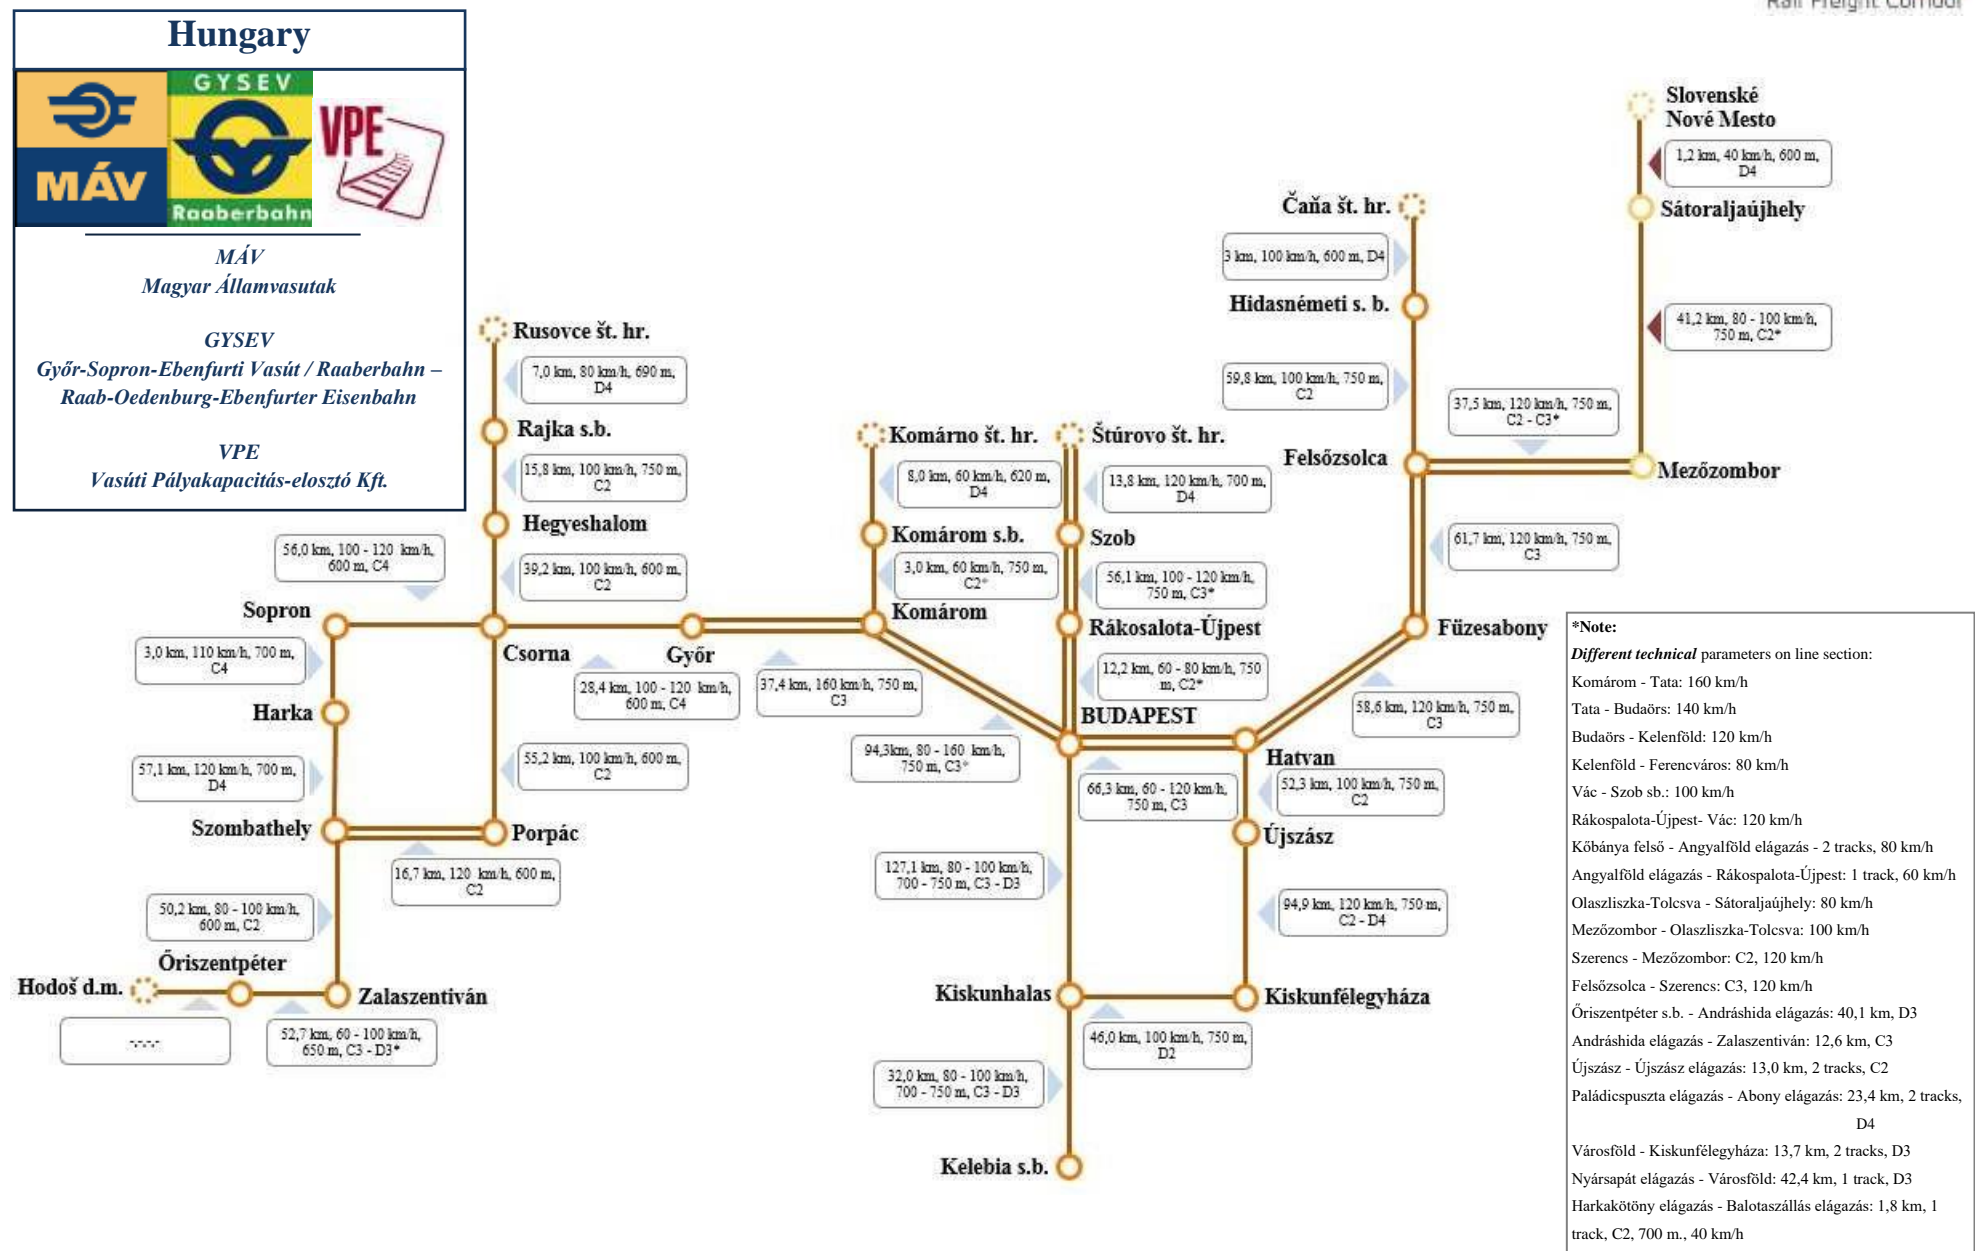 Rail Freight Corridor
Hungary
MÁV
GYSEV
Raaberbahn
VPE
MÁV
Magyar Államvasutak
GYSEV
Győr-Sopron-Ebenfurti Vasút / Raaberbahn –
Raab-Oedenburg-Ebenfurter Eisenbahn
VPE
Vasúti Pályakapacitás-elosztó Kft.
Slovenské
Nové Mesto
1,2 km, 40 km/h, 600 m,
D4
Sátoraljaújhely
41,2 km, 80 - 100 km/h,
750 m, C2*
Čaňa št. hr.
3 km, 100 km/h, 600 m, D4
Hidasnémeti s. b.
59,8 km, 100 km/h, 750 m,
C2
37,5 km, 120 km/h, 750 m,
C2 - C3*
Felsőzsolca
Mezőzombor
61,7 km, 120 km/h, 750 m,
C3
Füzesabony
58,6 km, 120 km/h, 750 m,
C3
Rusovce št. hr.
7,0 km, 80 km/h, 690 m,
D4
Rajka s.b.
15,8 km, 100 km/h, 750 m,
C2
Hegyeshalom
39,2 km, 100 km/h, 600 m,
C2
56,0 km, 100 - 120 km/h,
600 m, C4
Sopron
Csorna
Győr
3,0 km, 110 km/h, 700 m,
C4
28,4 km, 100 - 120 km/h,
600 m, C4
37,4 km, 160 km/h, 750 m,
C3
Komárno št. hr.
8,0 km, 60 km/h, 620 m,
D4
Komárom s.b.
3,0 km, 60 km/h, 750 m,
C2*
Komárom
Štúrovo št. hr.
13,8 km, 120 km/h, 700 m,
D4
Szob
56,1 km, 100 - 120 km/h,
750 m, C3*
Rákosalota-Újpest
12,2 km, 60 - 80 km/h, 750
m, C2*
BUDAPEST
94,3km, 80 - 160 km/h,
750 m, C3*
66,3 km, 60 - 120 km/h,
750 m, C3
Hatvan
52,3 km, 100 km/h, 750 m,
C2
Újszász
94,9 km, 120 km/h, 750 m,
C2 - D4
Harka
57,1 km, 120 km/h, 700 m,
D4
55,2 km, 100 km/h, 600 m,
C2
Szombathely
Porpác
16,7 km, 120 km/h, 600 m,
C2
50,2 km, 80 - 100 km/h,
600 m, C2
Őriszentpéter
Hodoš d.m.
Zalaszentiván
-.-.-.-
52,7 km, 60 - 100 km/h,
650 m, C3 - D3*
127,1 km, 80 - 100 km/h,
700 - 750 m, C3 - D3
Kiskunhalas
Kiskunfélegyháza
46,0 km, 100 km/h, 750 m,
D2
32,0 km, 80 - 100 km/h,
700 - 750 m, C3 - D3
Kelebia s.b.
*Note:
Different technical parameters on line section:
Komárom - Tata: 160 km/h
Tata - Budaörs: 140 km/h
Budaörs - Kelenföld: 120 km/h
Kelenföld - Ferencváros: 80 km/h
Vác - Szob sb.: 100 km/h
Rákospalota-Újpest- Vác: 120 km/h
Kőbánya felső - Angyalföld elágazás - 2 tracks, 80 km/h
Angyalföld elágazás - Rákospalota-Újpest: 1 track, 60 km/h
Olaszliszka-Tolcsva - Sátoraljaújhely: 80 km/h
Mezőzombor - Olaszliszka-Tolcsva: 100 km/h
Szerencs - Mezőzombor: C2, 120 km/h
Felsőzsolca - Szerencs: C3, 120 km/h
Őriszentpéter s.b. - Andráshida elágazás: 40,1 km, D3
Andráshida elágazás - Zalaszentiván: 12,6 km, C3
Újszász - Újszász elágazás: 13,0 km, 2 tracks, C2
Paládicspuszta elágazás - Abony elágazás: 23,4 km, 2 tracks,
D4
Városföld - Kiskunfélegyháza: 13,7 km, 2 tracks, D3
Nyársapát elágazás - Városföld: 42,4 km, 1 track, D3
Harkakötöny elágazás - Balotaszállás elágazás: 1,8 km, 1
track, C2, 700 m., 40 km/h